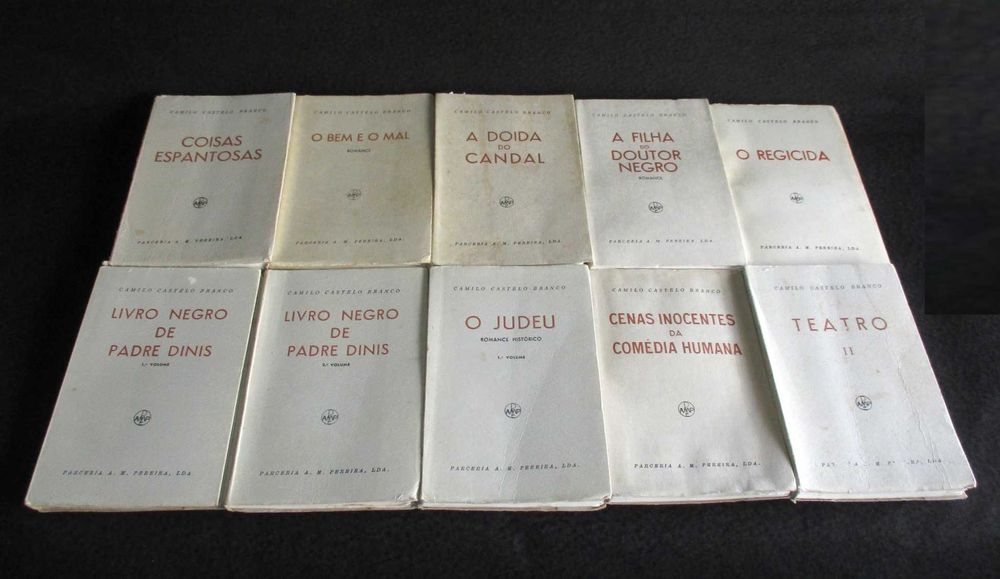 CAMILO CASTELO BRANCO
COISAS
ESPANTOSAS
PARCERIA A. M. PEREIRA, LDA.
CAMILO CASTELO BRANCO
O BEM E O MAL
ROMANCE
PARCERIA A. M. PEREIRA, LDA.
CAMILO CASTELO BRANCO
A DOIDA
DO
CANDAL
PARCERIA A. M. PEREIRA, LDA.
CAMILO CASTELO BRANCO
A FILHA
DO
DOUTOR
NEGRO
ROMANCE
PARCERIA A. M. PEREIRA, LDA.
CAMILO CASTELO BRANCO
O REGICIDA
PARCERIA A. M. PEREIRA, LDA.
CAMILO CASTELO BRANCO
LIVRO NEGRO
DE
PADRE DINIS
1.º VOLUME
PARCERIA A. M. PEREIRA, LDA.
CAMILO CASTELO BRANCO
LIVRO NEGRO
DE
PADRE DINIS
2.º VOLUME
PARCERIA A. M. PEREIRA, LDA.
CAMILO CASTELO BRANCO
O JUDEU
ROMANCE HISTÓRICO
1.º VOLUME
PARCERIA A. M. PEREIRA, LDA.
CAMILO CASTELO BRANCO
CENAS INOCENTES
DA
COMÉDIA HUMANA
PARCERIA A. M. PEREIRA, LDA.
CAMILO CASTELO BRANCO
TEATRO
II